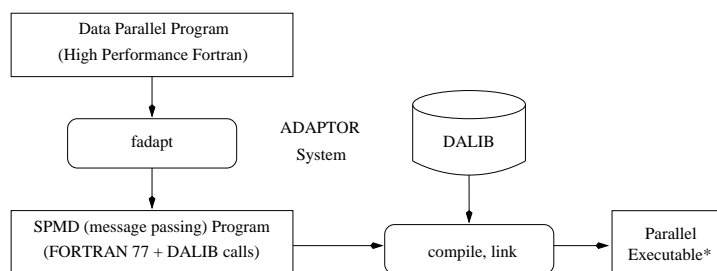 Data Parallel Program
(High Performance Fortran)
fadapt
ADAPTOR
System
DALIB
SPMD (message passing) Program
(FORTRAN 77 + DALIB calls)
compile, link
Parallel
Executable*